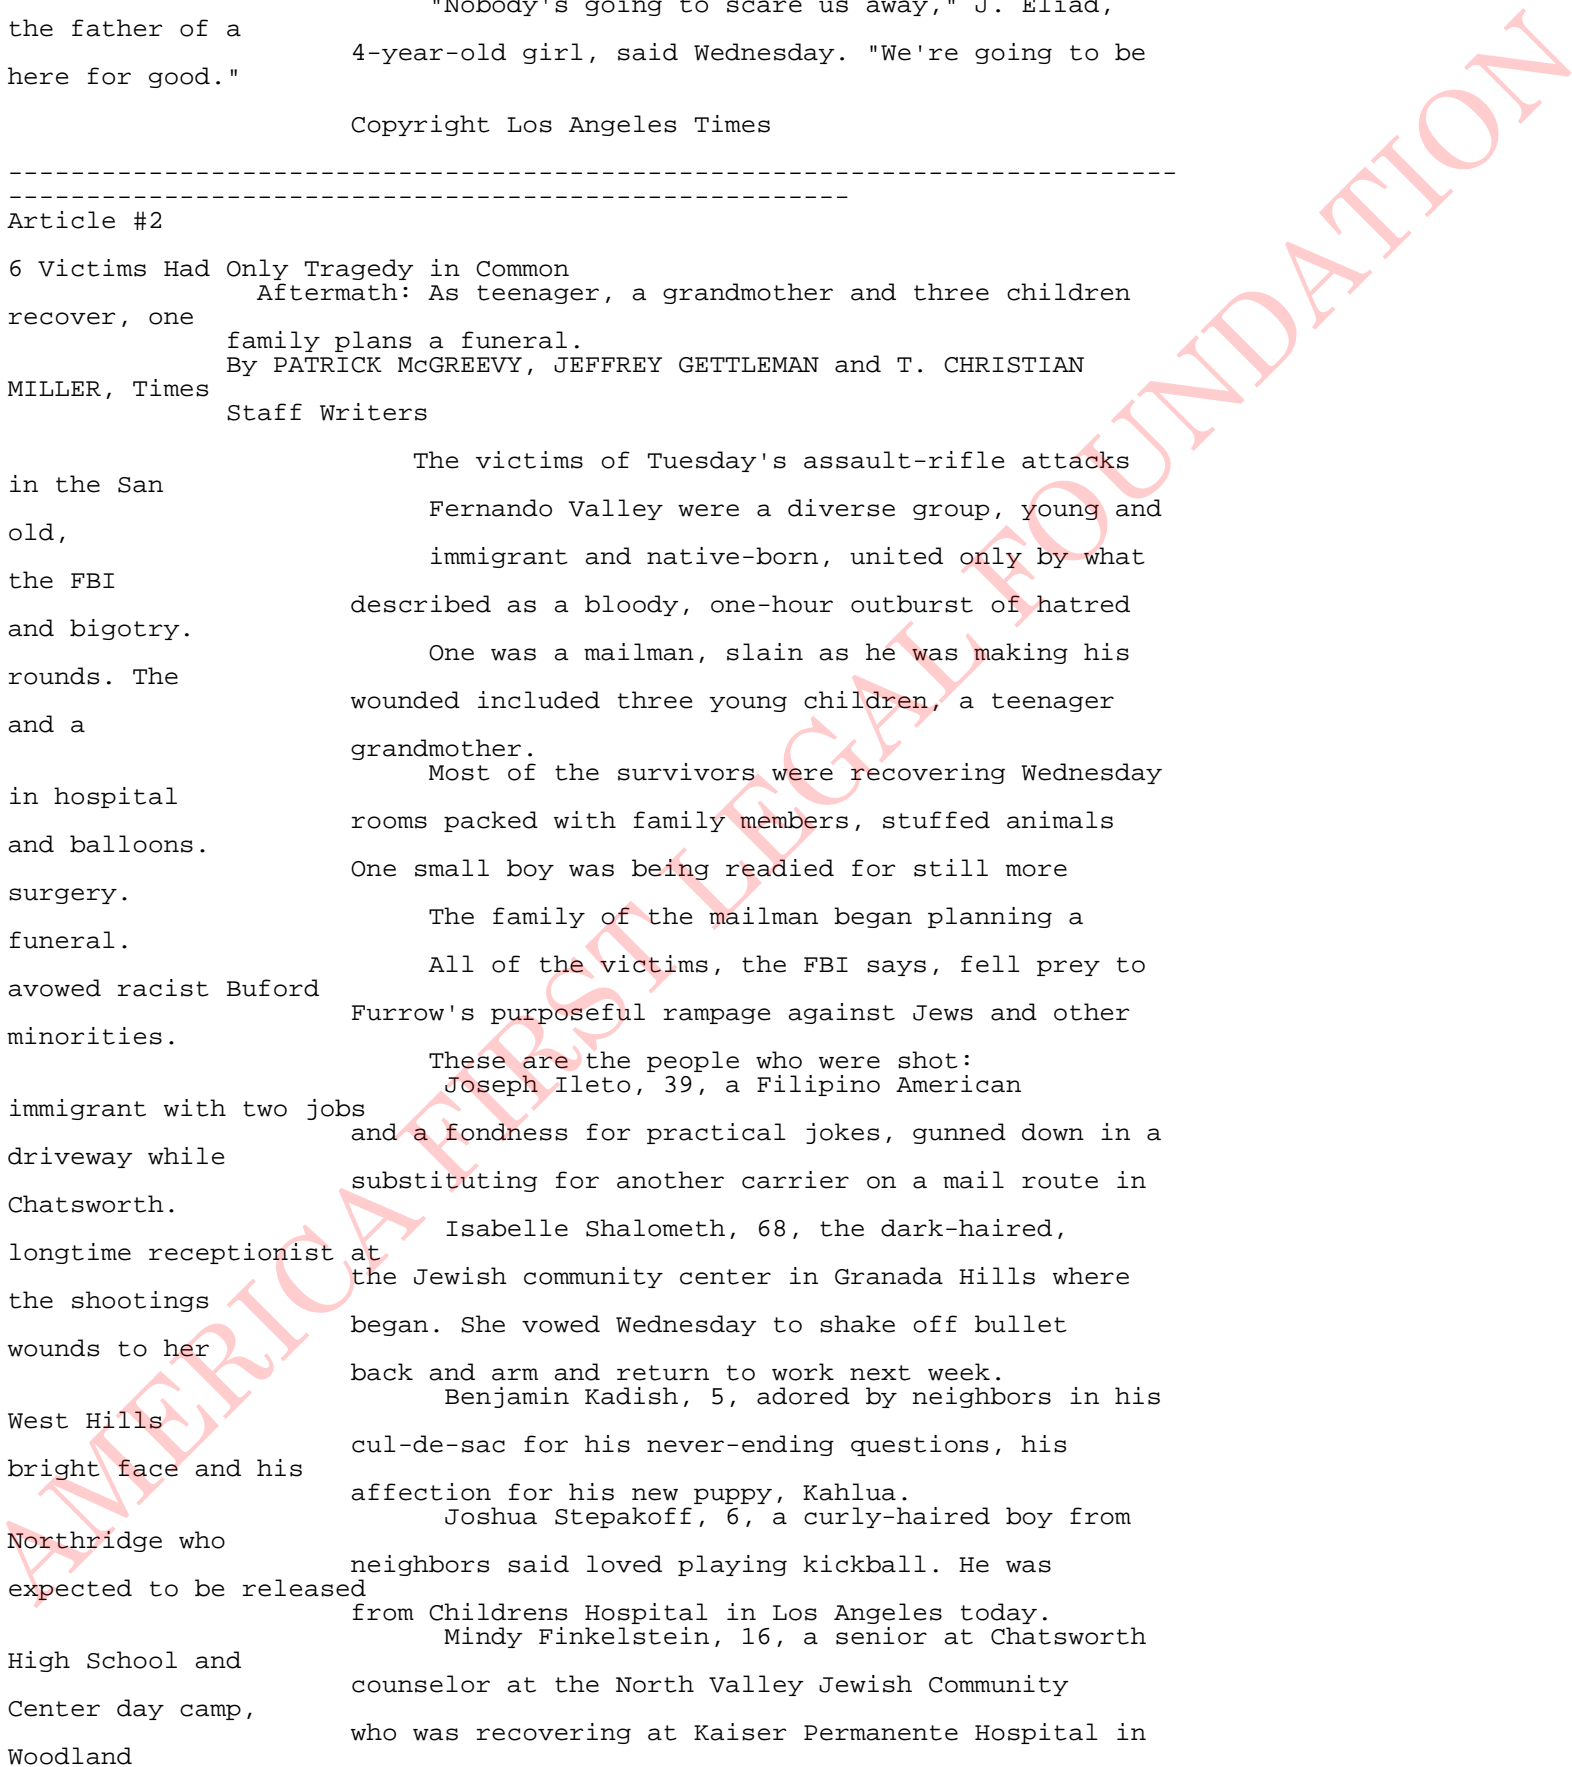 "Nobody's going to scare us away," J. Eliad,
the father of a
4-year-old girl, said Wednesday. "We're going to be
here for good."
Copyright Los Angeles Times
---------------------------------------------------------------------------
------------------------------------------------------
Article #2
6 Victims Had Only Tragedy in Common
Aftermath: As teenager, a grandmother and three children
recover, one
family plans a funeral.
By PATRICK McGREEVY, JEFFREY GETTLEMAN and T. CHRISTIAN
MILLER, Times
Staff Writers
The victims of Tuesday's assault-rifle attacks
in the San
Fernando Valley were a diverse group, young and
old,
immigrant and native-born, united only by what
the FBI
described as a bloody, one-hour outburst of hatred
and bigotry.
One was a mailman, slain as he was making his
rounds. The
wounded included three young children, a teenager
and a
grandmother.
Most of the survivors were recovering Wednesday
in hospital
rooms packed with family members, stuffed animals
and balloons.
One small boy was being readied for still more
surgery.
The family of the mailman began planning a
funeral.
All of the victims, the FBI says, fell prey to
avowed racist Buford
Furrow's purposeful rampage against Jews and other
minorities.
These are the people who were shot:
Joseph Ileto, 39, a Filipino American
immigrant with two jobs
and a fondness for practical jokes, gunned down in a
driveway while
substituting for another carrier on a mail route in
Chatsworth.
Isabelle Shalometh, 68, the dark-haired,
longtime receptionist at
the Jewish community center in Granada Hills where
the shootings
began. She vowed Wednesday to shake off bullet
wounds to her
back and arm and return to work next week.
Benjamin Kadish, 5, adored by neighbors in his
West Hills
cul-de-sac for his never-ending questions, his
bright face and his
affection for his new puppy, Kahlua.
Joshua Stepakoff, 6, a curly-haired boy from
Northridge who
neighbors said loved playing kickball. He was
expected to be released
from Childrens Hospital in Los Angeles today.
Mindy Finkelstein, 16, a senior at Chatsworth
High School and
counselor at the North Valley Jewish Community
Center day camp,
who was recovering at Kaiser Permanente Hospital in
Woodland
AMERICA FIRST LEGAL FOUNDATION